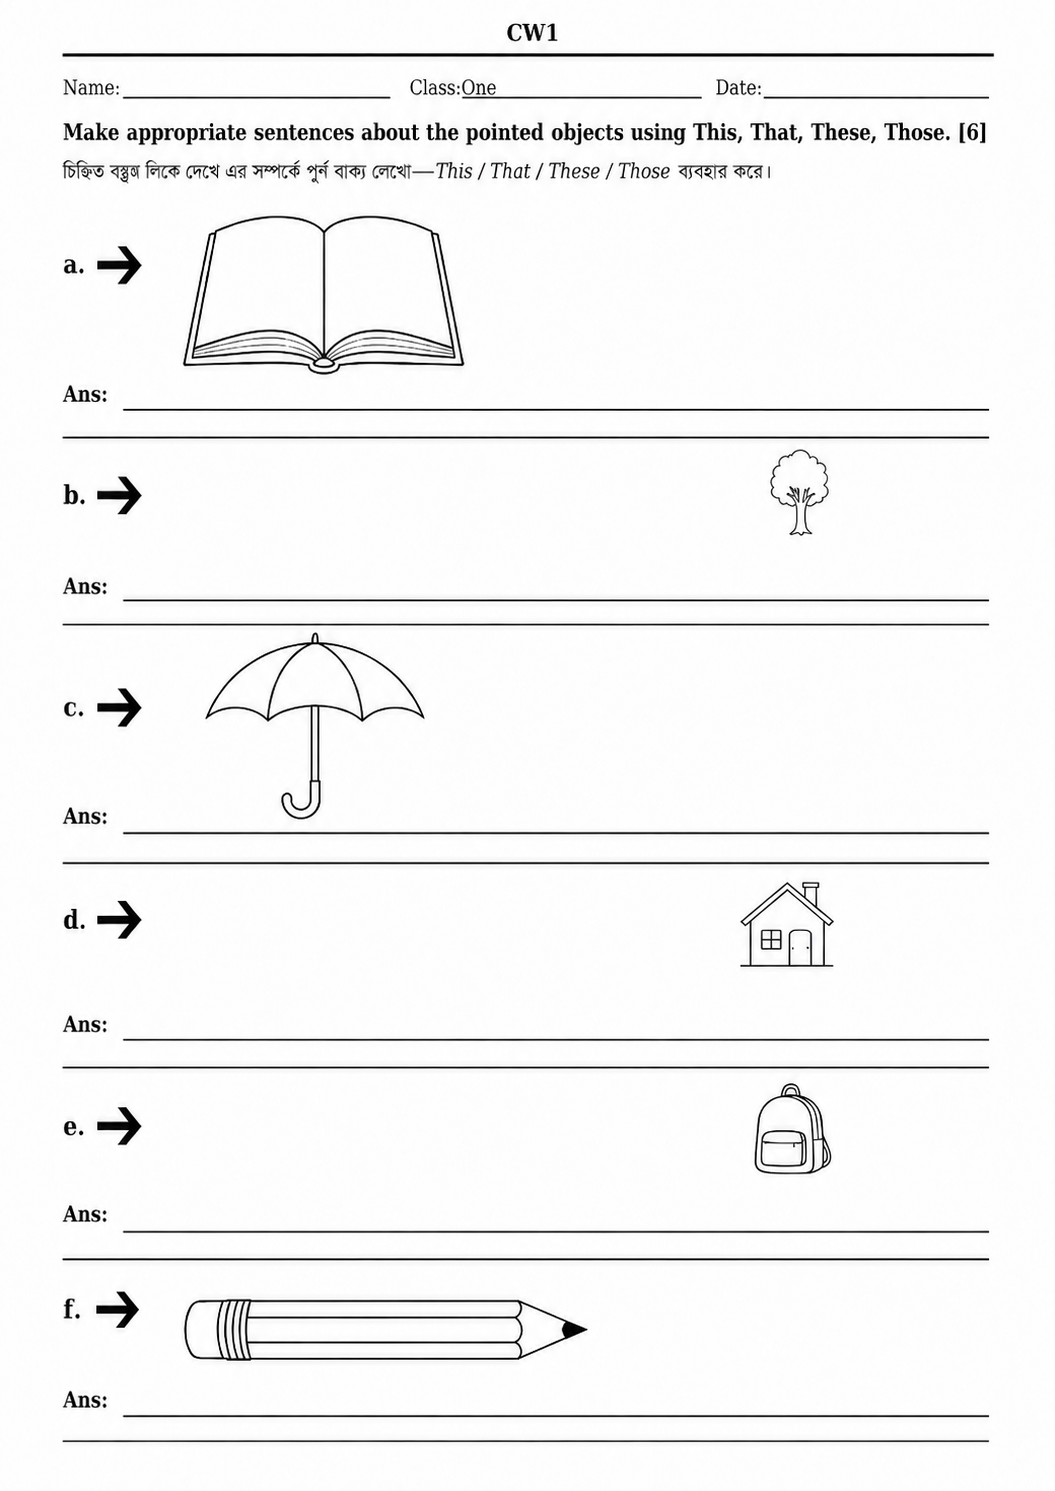 CW1
Name: Class:One Date:
Make appropriate sentences about the pointed objects using This, That, These, Those. [6]
চিহ্নিত লিকে দেখে এর সম্পর্কে পুর্ন বাক্য লেখো—This / That / These / Those ব্যবহার করে।
a.
Ans:
b.
Ans:
c.
Ans:
d.
Ans:
e.
Ans:
f.
Ans: